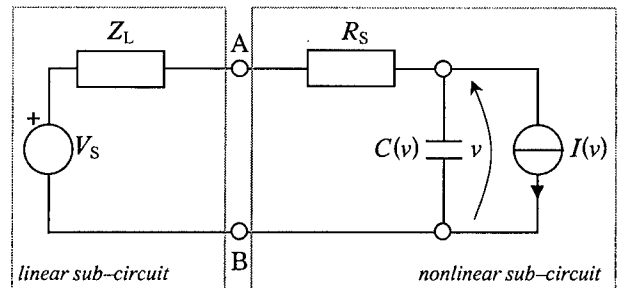 Z_L
A
R_S
+
V_S
C(v)
v
I(v)
B
linear sub-circuit
nonlinear sub-circuit